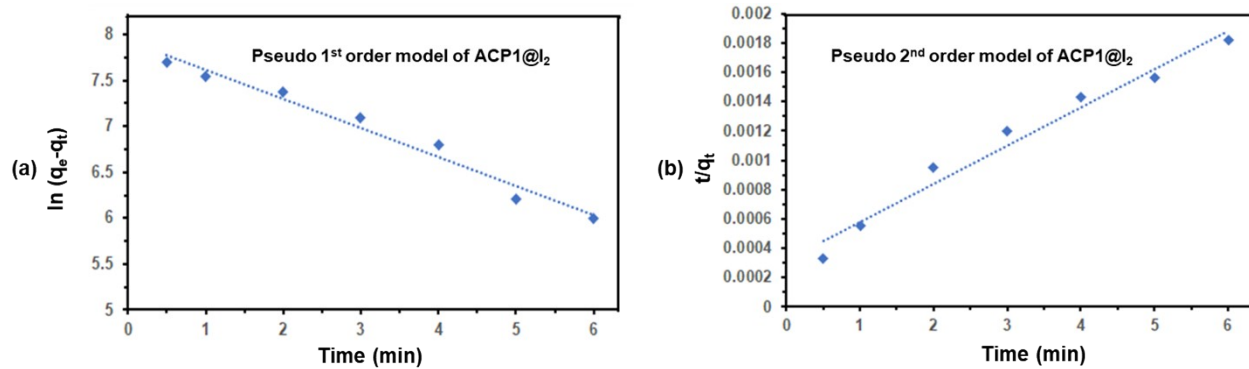 (a)
ln (qₑ-qₜ)
8
7.5
7
6.5
6
5.5
5
Pseudo 1ˢᵗ order model of ACP1@I₂
0 1 2 3 4 5 6
Time (min)
(b)
t/qₜ
0.002
0.0018
0.0016
0.0014
0.0012
0.001
0.0008
0.0006
0.0004
0.0002
0
Pseudo 2ⁿᵈ order model of ACP1@I₂
0 1 2 3 4 5 6
Time (min)